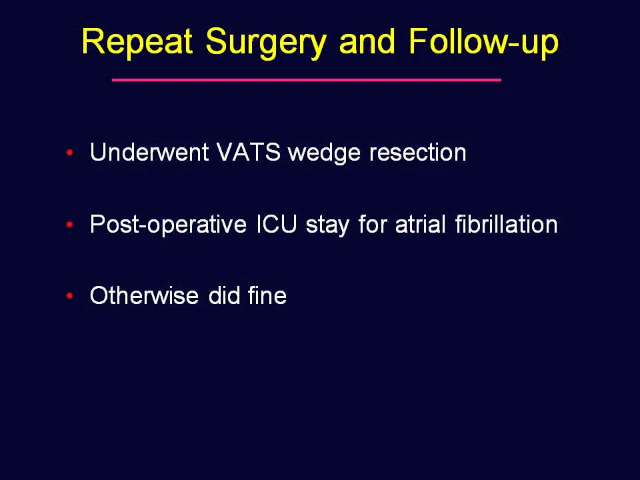 Repeat Surgery and Follow-up
• Underwent VATS wedge resection
• Post-operative ICU stay for atrial fibrillation
• Otherwise did fine